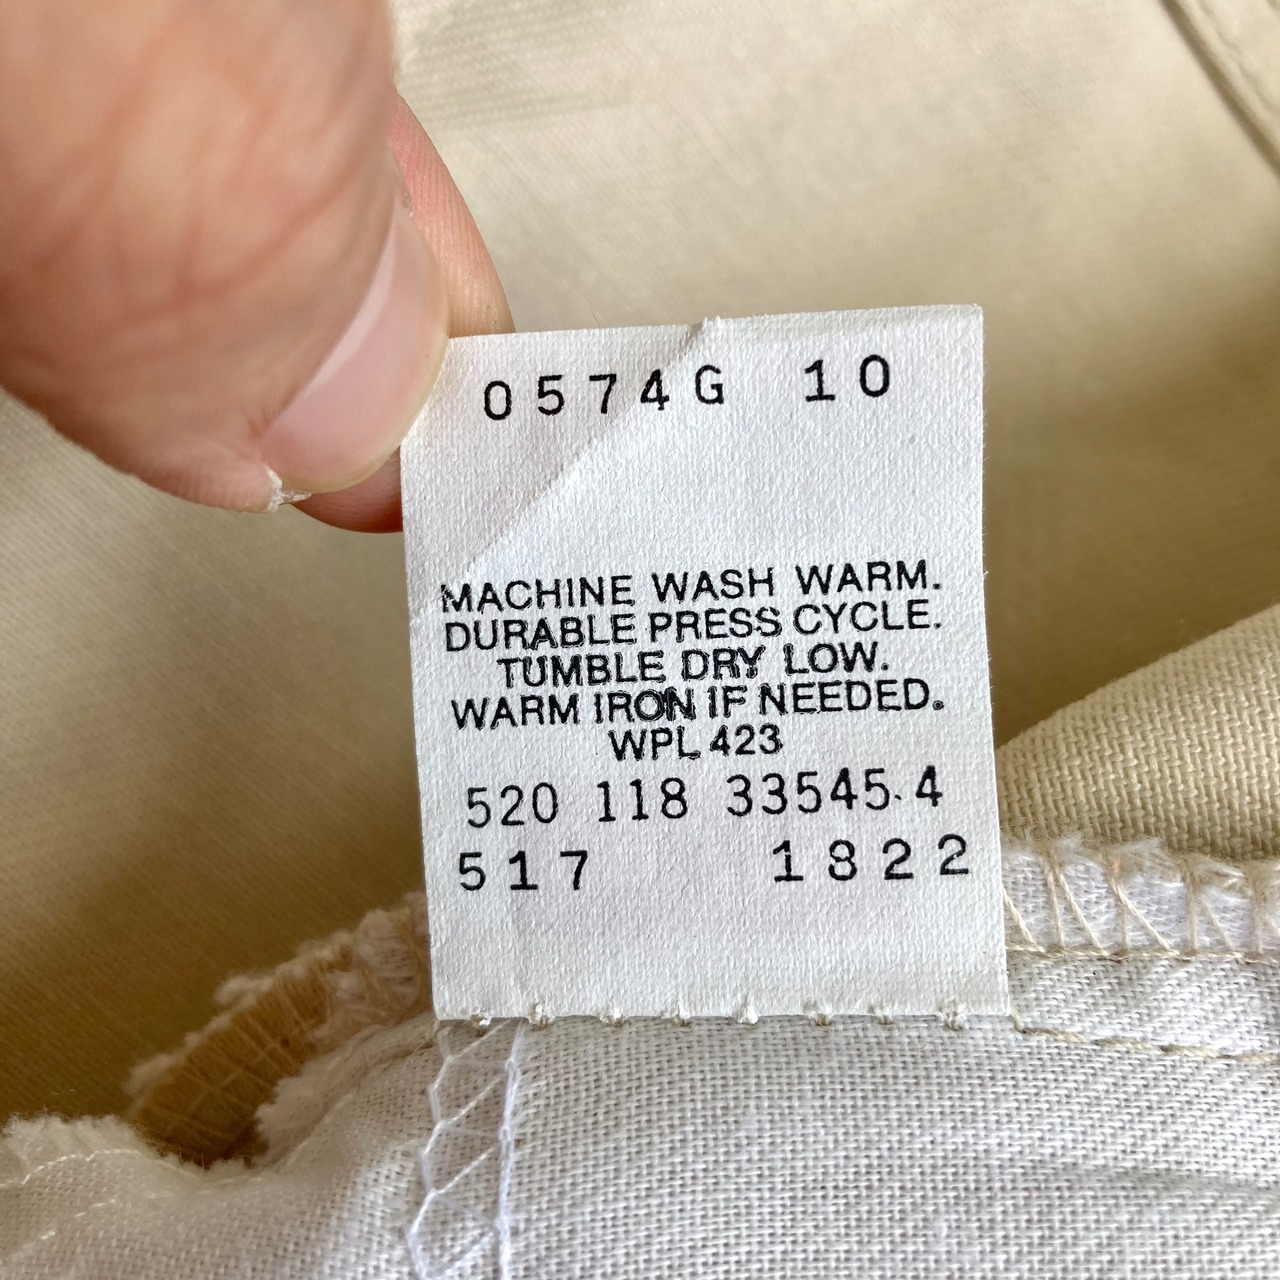 0574G 10
MACHINE WASH WARM.
DURABLE PRESS CYCLE.
TUMBLE DRY LOW.
WARM IRON IF NEEDED.
WPL 423
520 118 33545.4
517 1822